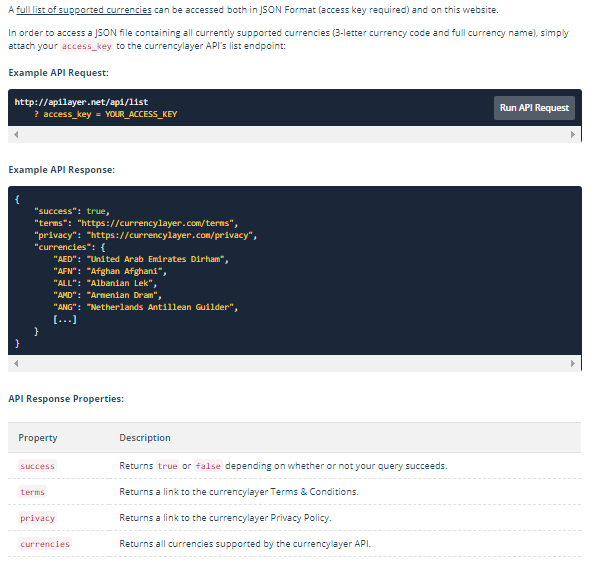 A full list of supported currencies can be accessed both in JSON Format (access key required) and on this website.
In order to access a JSON file containing all currently supported currencies (3-letter currency code and full currency name), simply
attach your access_key to the currencylayer API's list endpoint:
Example API Request:
http://apilayer.net/api/list
? access_key = YOUR_ACCESS_KEY
Run API Request
Example API Response:
{
"success": true,
"terms": "https://currencylayer.com/terms",
"privacy": "https://currencylayer.com/privacy",
"currencies": {
"AED": "United Arab Emirates Dirham",
"AFN": "Afghan Afghani",
"ALL": "Albanian Lek",
"AMD": "Armenian Dram",
"ANG": "Netherlands Antillean Guilder",
[...]
}
}
API Response Properties:
Property Description
success Returns true or false depending on whether or not your query succeeds.
terms Returns a link to the currencylayer Terms & Conditions.
privacy Returns a link to the currencylayer Privacy Policy.
currencies Returns all currencies supported by the currencylayer API.